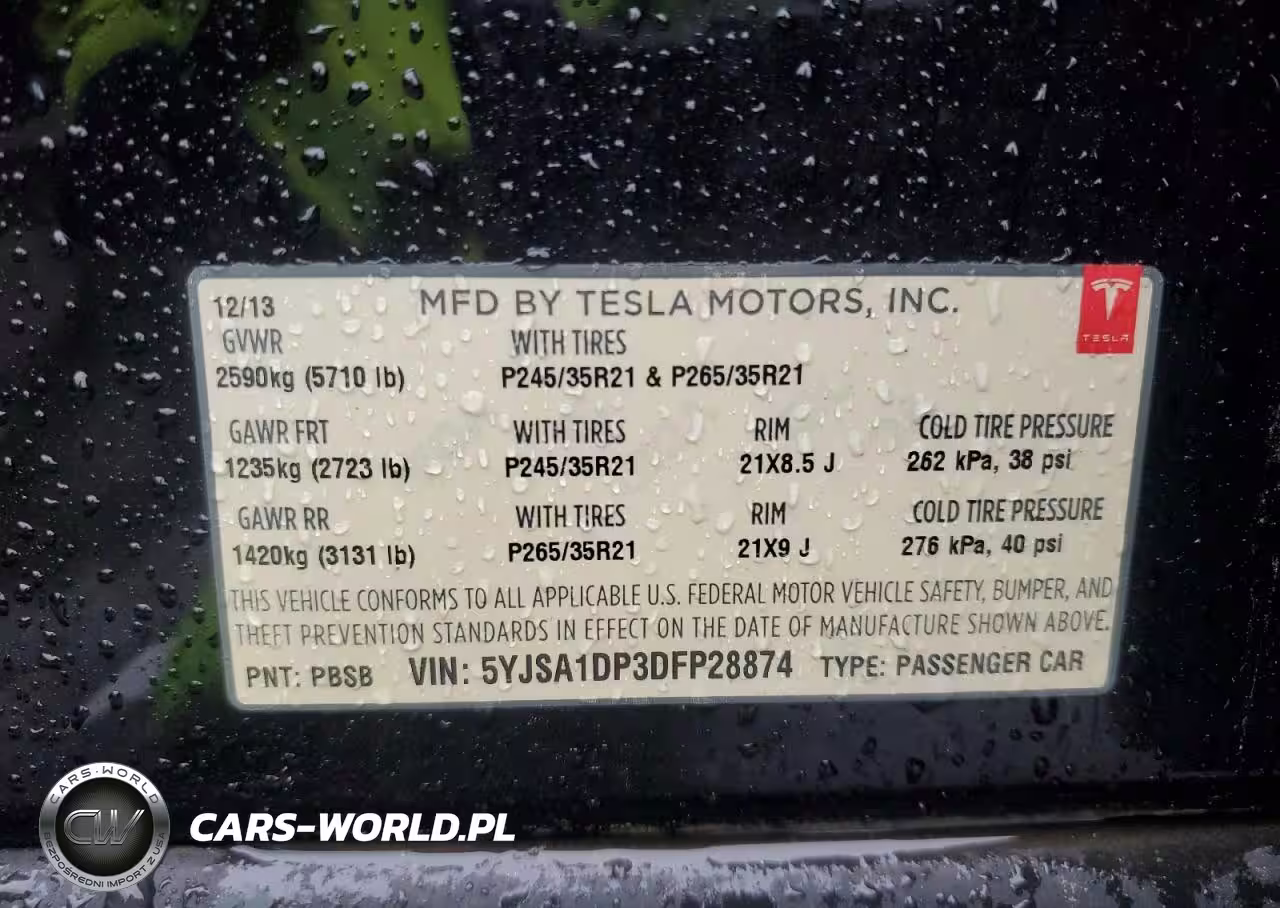 12/13 MFD BY TESLA MOTORS, INC.
TESLA
GVWR WITH TIRES
2590kg (5710 lb) P245/35R21 & P265/35R21
GAWR FRT WITH TIRES RIM COLD TIRE PRESSURE
1235kg (2723 lb) P245/35R21 21X8.5 J 262 kPa, 38 psi
GAWR RR WITH TIRES RIM COLD TIRE PRESSURE
1420kg (3131 lb) P265/35R21 21X9 J 276 kPa, 40 psi
THIS VEHICLE CONFORMS TO ALL APPLICABLE U.S. FEDERAL MOTOR VEHICLE SAFETY, BUMPER, AND
THEFT PREVENTION STANDARDS IN EFFECT ON THE DATE OF MANUFACTURE SHOWN ABOVE.
PNT: PBSB VIN: 5YJSA1DP3DFP28874 TYPE: PASSENGER CAR
CARS-WORLD
CW
BEZPOŚREDNI IMPORT Z USA
CARS-WORLD.PL